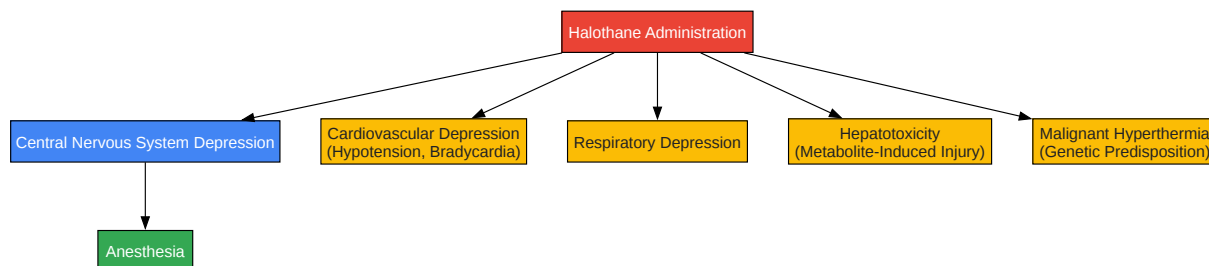 Halothane Administration
Central Nervous System Depression
Cardiovascular Depression
(Hypotension, Bradycardia)
Respiratory Depression
Hepatotoxicity
(Metabolite-Induced Injury)
Malignant Hyperthermia
(Genetic Predisposition)
Anesthesia